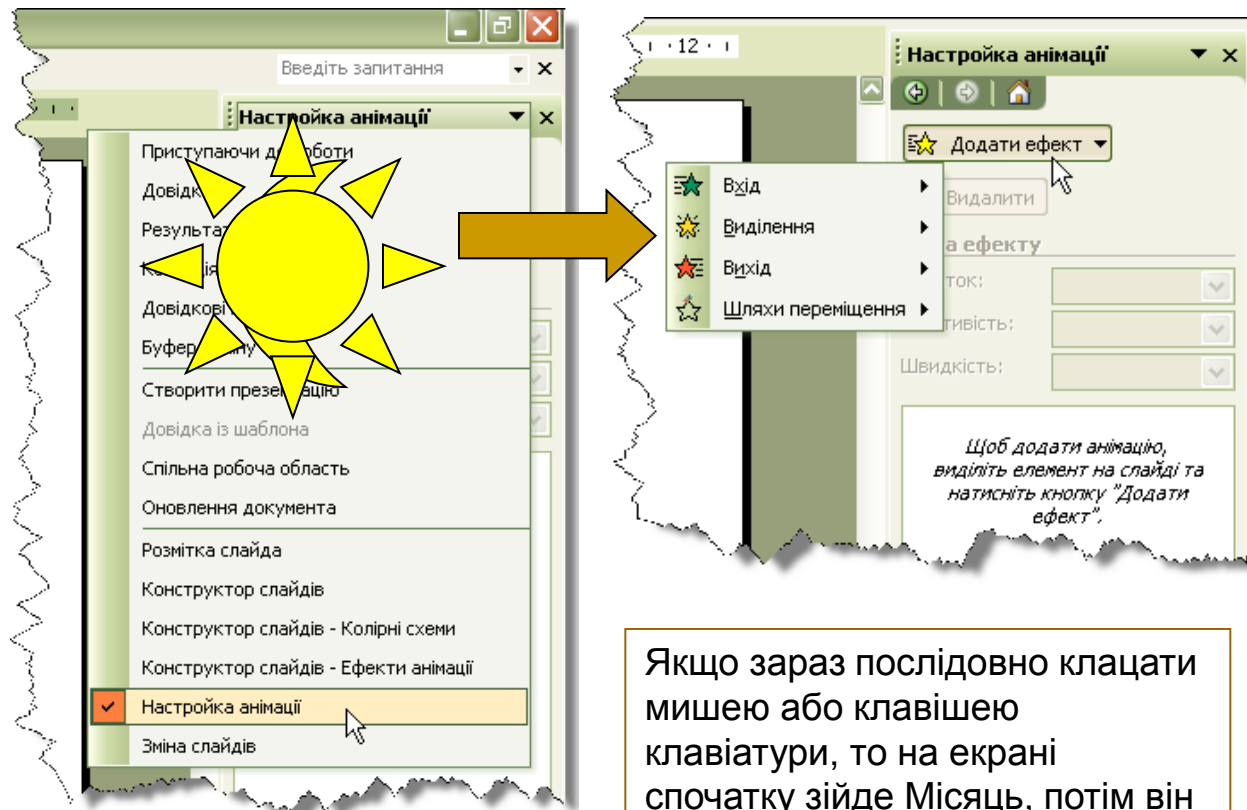 Введіть запитання
Настройка анімації
Приступаючи до роботи
Довідк
Результа
Довідкові
Буфер
Створити презентацію
Довідка із шаблона
Спільна робоча область
Оновлення документа
Розмітка слайда
Конструктор слайдів
Конструктор слайдів - Колірні схеми
Конструктор слайдів - Ефекти анімації
Настройка анімації
Зміна слайдів
12
Настройка анімації
Додати ефект
Видалити
Вхід
Виділення
Вихід
Шляхи переміщення
а ефекту
ток:
тивість:
Швидкість:
Щоб додати анімацію,
виділіть елемент на слайді та
натисніть кнопку "Додати
ефект".
Якщо зараз послідовно клацати
мишею або клавішею
клавіатури, то на екрані
спочатку зійде Місяць, потім він